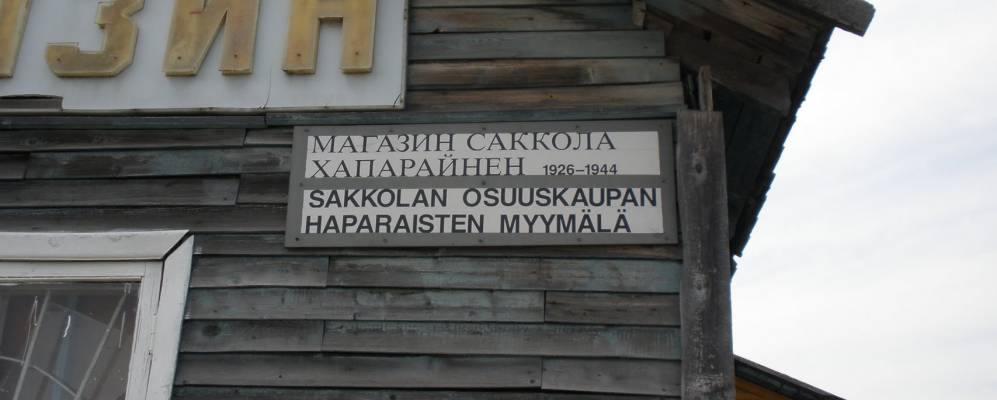 ЗИН
МАГАЗИН САККОЛА
ХАПАРАЙНЕН 1926–1944
SAKKOLAN OSUUSKAUPAN
HAPARAISTEN MYYMÄLÄ